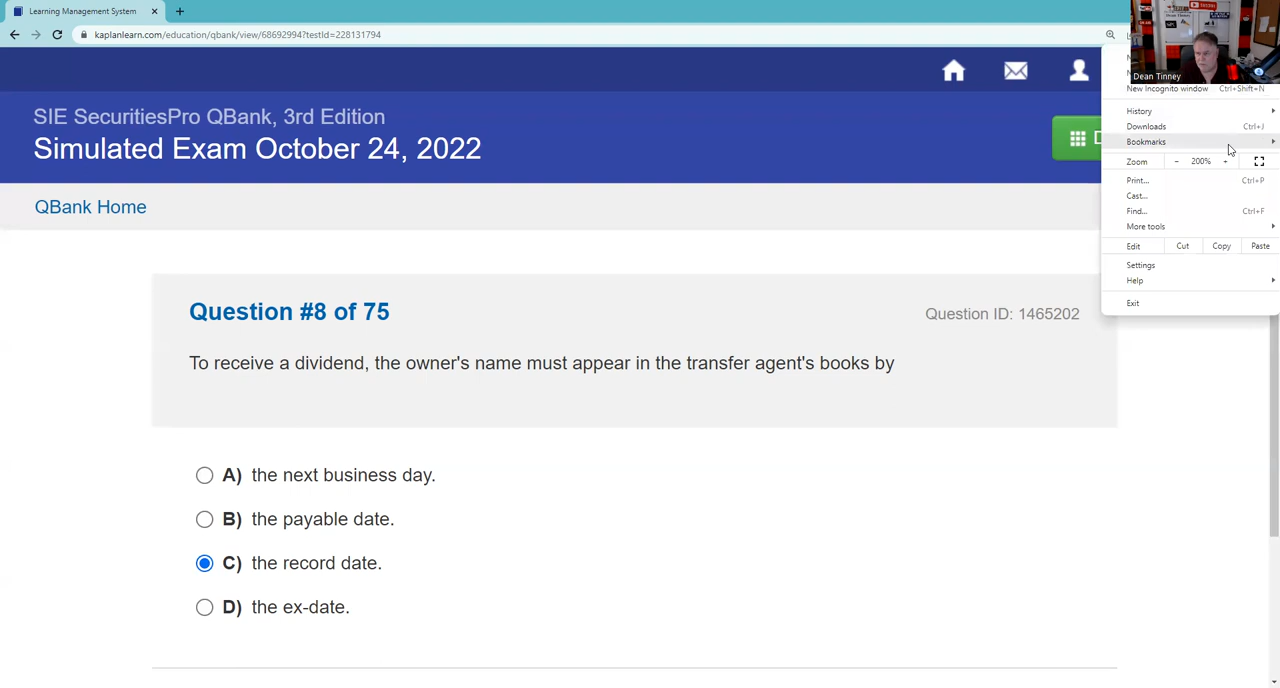 Learning Management System
kaplanlearn.com/education/qbank/view/68692994?testId=228131794
Dean Tinney
New Incognito window Ctrl+Shift+N
History
Downloads Ctrl+J
Bookmarks
Zoom - 200% +
Print... Ctrl+P
Cast...
Find... Ctrl+F
More tools
Edit Cut Copy Paste
Settings
Help
Exit
SIE SecuritiesPro QBank, 3rd Edition
Simulated Exam October 24, 2022
D
QBank Home
Question #8 of 75
Question ID: 1465202
To receive a dividend, the owner's name must appear in the transfer agent's books by
A) the next business day.
B) the payable date.
C) the record date.
D) the ex-date.